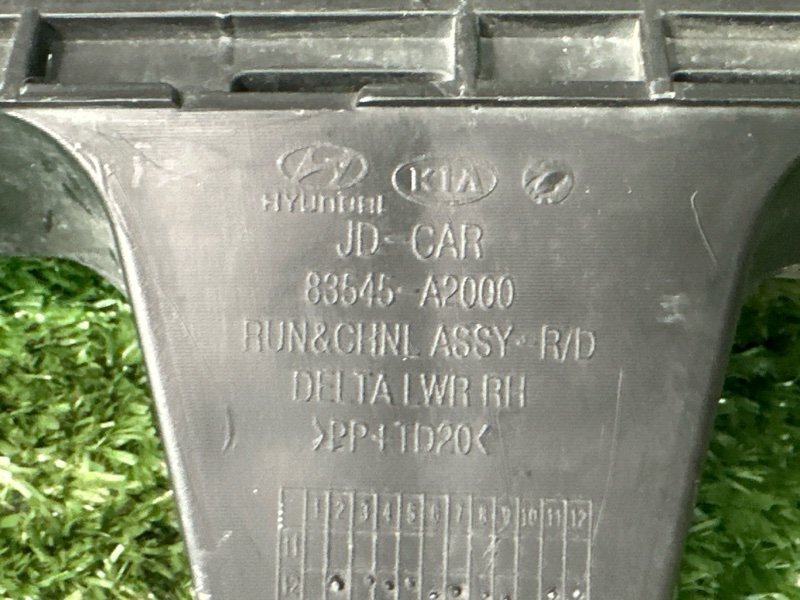 HYUNDAI KIA
JD-CAR
83545-A2000
RUN&CHNL ASSY-R/D
DELTA LWR RH
>PP+TD20<
1 2 3 4 5 6 7 8 9 10 11 12
11
12